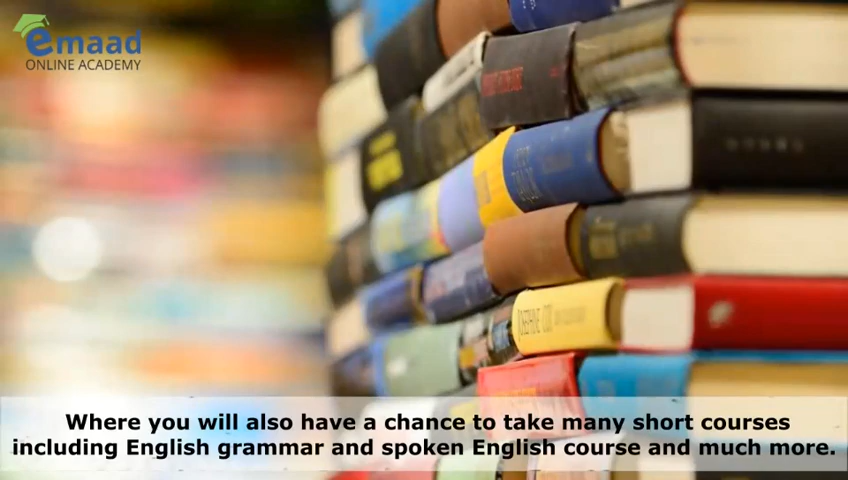 emaad
ONLINE ACADEMY
Where you will also have a chance to take many short courses
including English grammar and spoken English course and much more.